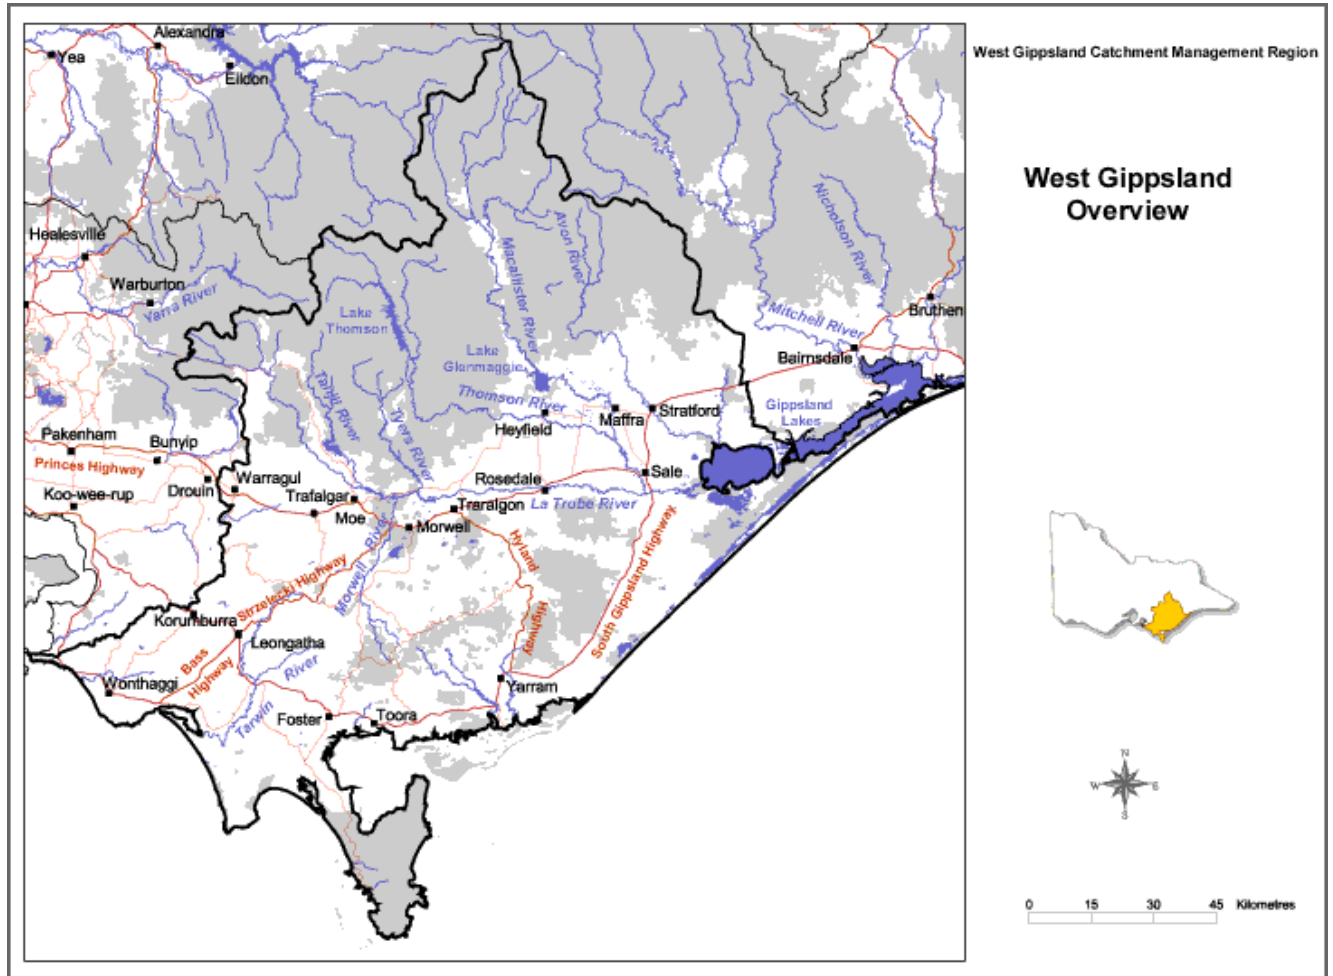 West Gippsland Catchment Management Region
West Gippsland
Overview
Alexandra
Yea
Eildon
Healesville
Warburton
Yarra River
Lake
Thomson
Macallister River
Avon River
Nicholson River
Bruthen
Mitchell River
Bairnsdale
Lake
Glenmaggie
Thomson River
Tanjil River
Tyers River
Heyfield
Maffra
Stratford
Gippsland
Lakes
Pakenham
Bunyip
Princes Highway
Koo-wee-rup
Drouin
Warragul
Trafalgar
Moe
Morwell
Traralgon
Rosedale
Sale
La Trobe River
Morwell River
Strzelecki Highway
Hyland
Highway
South Gippsland Highway
Korumburra
Leongatha
Bass
Highway
Wonthaggi
Tarwin
River
Foster
Toora
Yarram
N
W
E
S
0 15 30 45 Kilometres